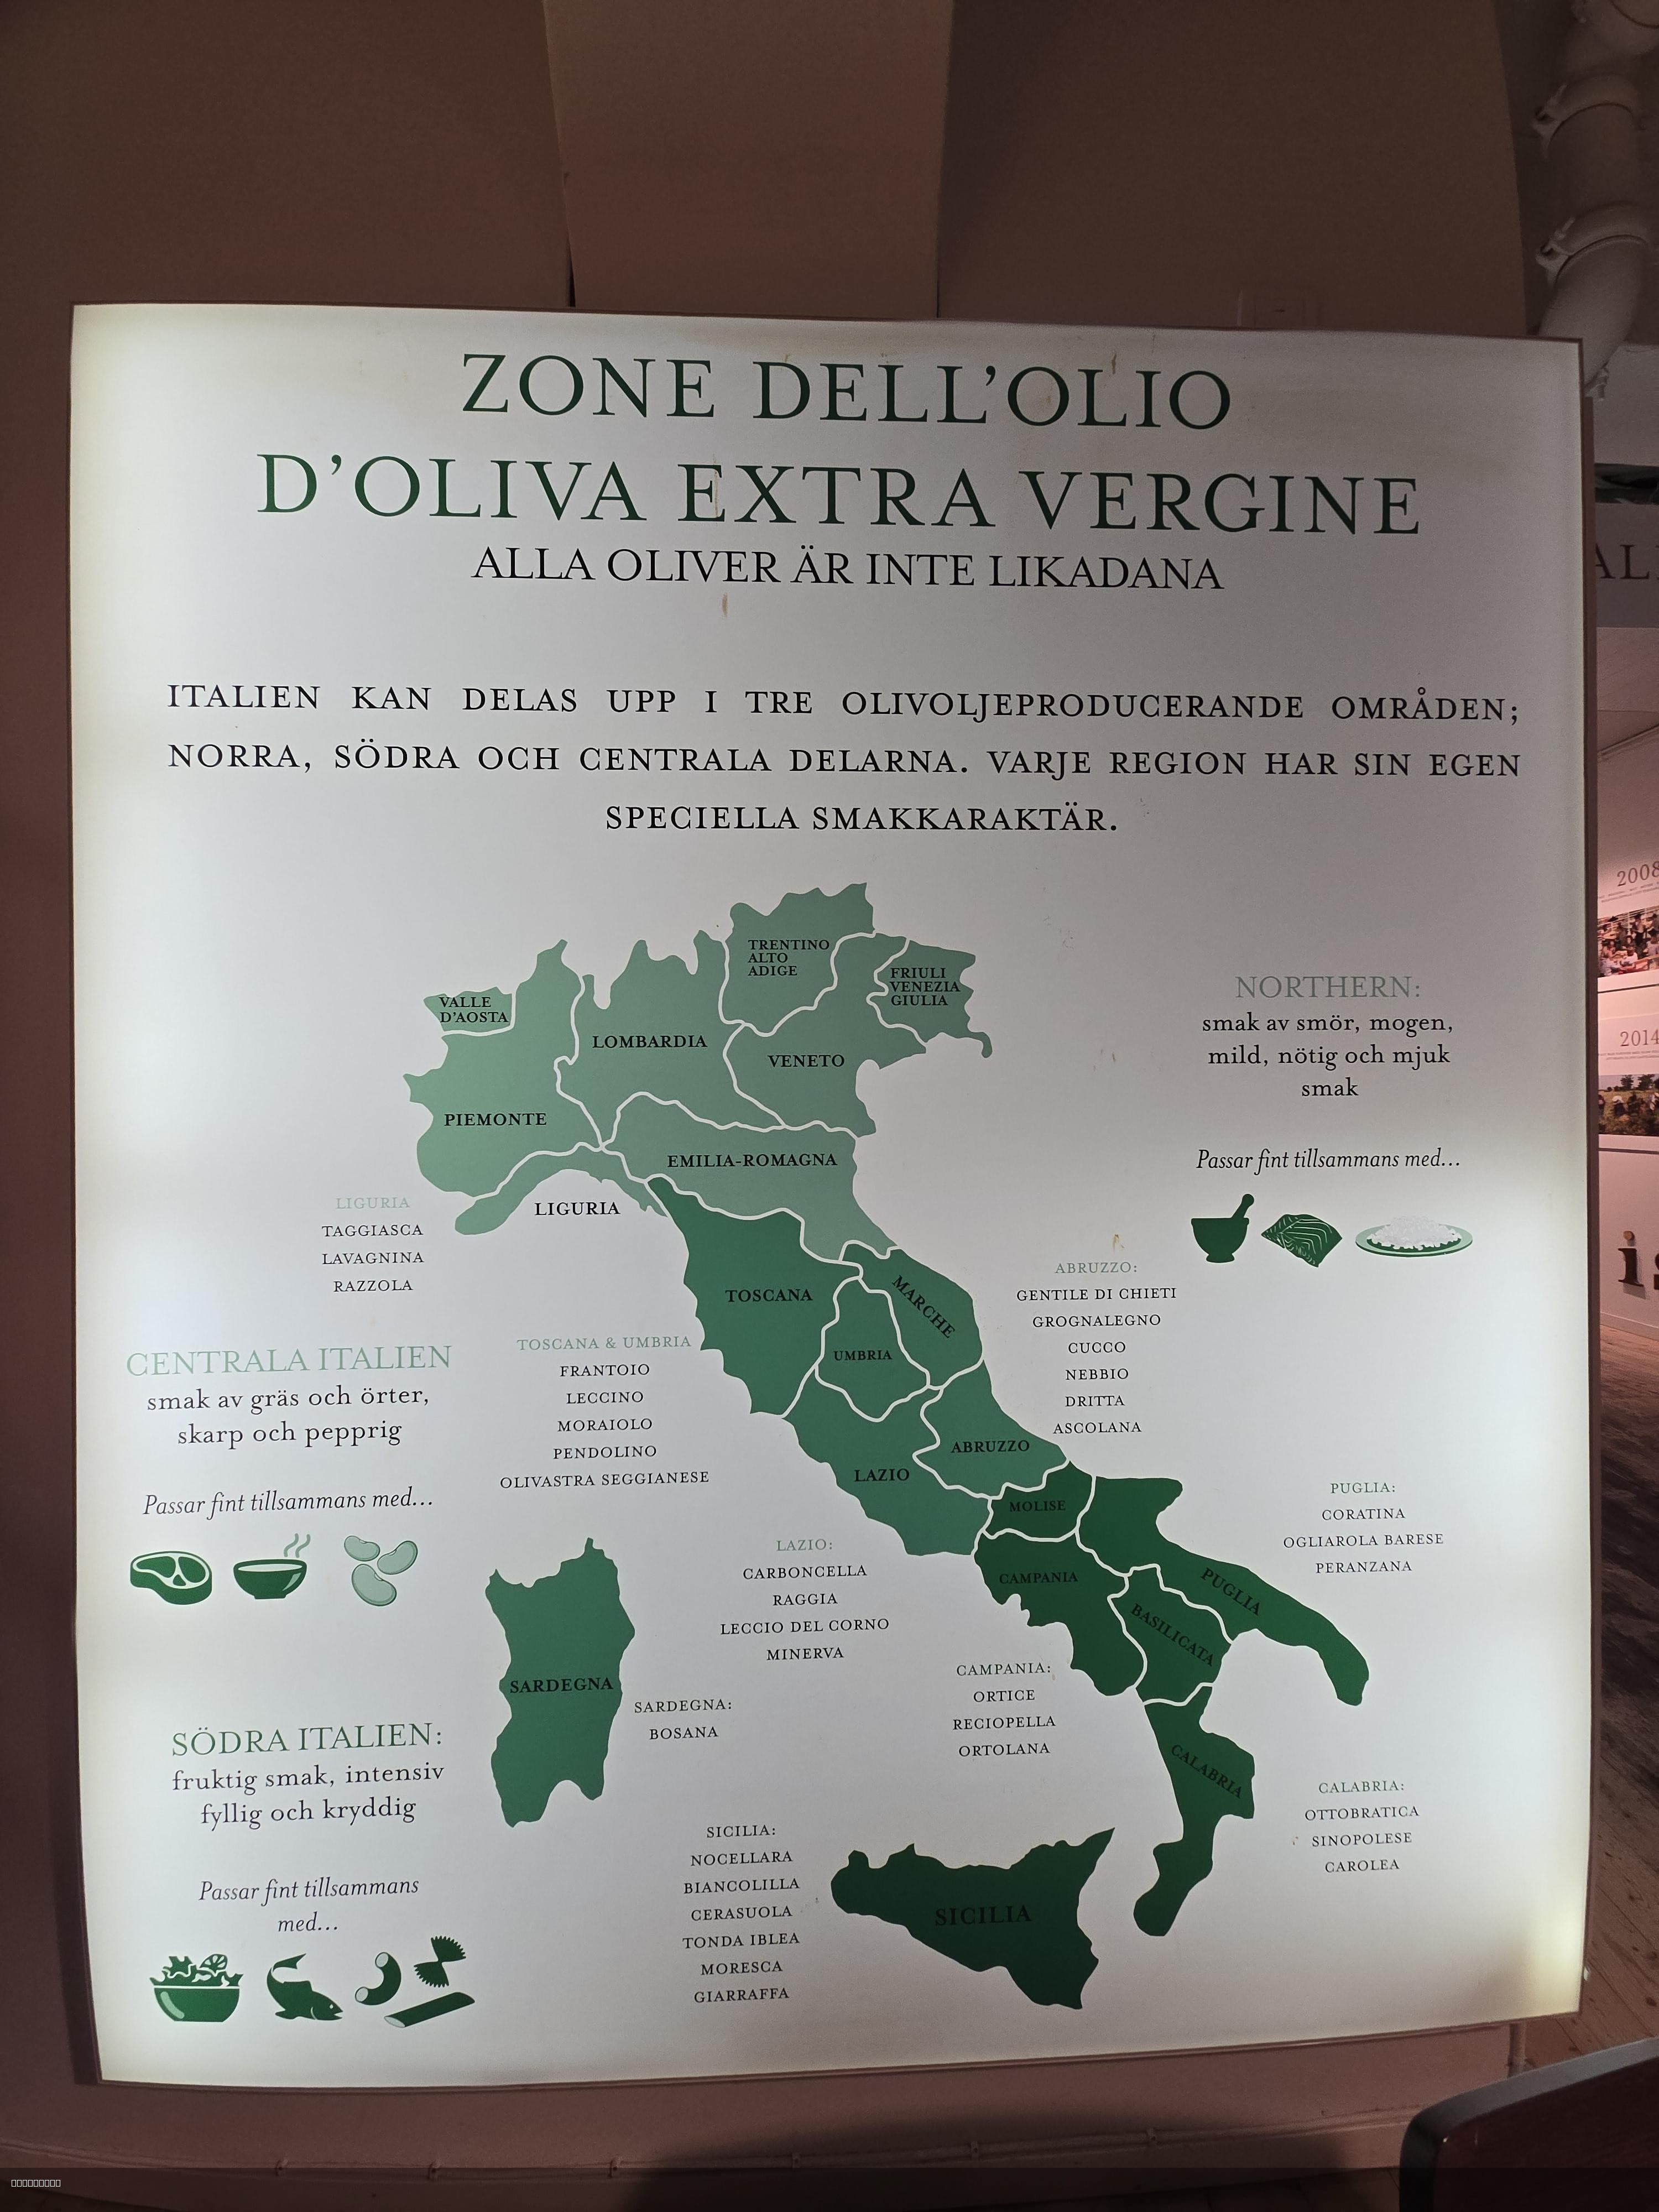 ZONE DELL'OLIO
D'OLIVA EXTRA VERGINE
ALLA OLIVER ÄR INTE LIKADANA
ITALIEN KAN DELAS UPP I TRE OLIVOLJEPRODUCERANDE OMRÅDEN;
NORRA, SÖDRA OCH CENTRALA DELARNA. VARJE REGION HAR SIN EGEN
SPECIELLA SMAKKARAKTÄR.
TRENTINO
ALTO
ADIGE
FRIULI
VENEZIA
GIULIA
VALLE
D'AOSTA
LOMBARDIA
VENETO
PIEMONTE
EMILIA-ROMAGNA
LIGURIA
TOSCANA
MARCHE
UMBRIA
LAZIO
ABRUZZO
MOLISE
CAMPANIA
PUGLIA
BASILICATA
CALABRIA
SARDEGNA
SICILIA
NORTHERN:
smak av smör, mogen,
mild, nötig och mjuk
smak
Passar fint tillsammans med...
LIGURIA
TAGGIASCA
LAVAGNINA
RAZZOLA
CENTRALA ITALIEN
smak av gräs och örter,
skarp och pepprig
Passar fint tillsammans med...
TOSCANA & UMBRIA
FRANTOIO
LECCINO
MORAIOLO
PENDOLINO
OLIVASTRA SEGGIANESE
ABRUZZO:
GENTILE DI CHIETI
GROGNALEGNO
CUCCO
NEBBIO
DRITTA
ASCOLANA
LAZIO:
CARBONCELLA
RAGGIA
LECCIO DEL CORNO
MINERVA
PUGLIA:
CORATINA
OGLIAROLA BARESE
PERANZANA
SARDEGNA:
BOSANA
CAMPANIA:
ORTICE
RECIOPELLA
ORTOLANA
SÖDRA ITALIEN:
fruktig smak, intensiv
fyllig och kryddig
Passar fint tillsammans
med...
SICILIA:
NOCELLARA
BIANCOLILLA
CERASUOLA
TONDA IBLEA
MORESCA
GIARRAFFA
CALABRIA:
OTTOBRATICA
SINOPOLESE
CAROLEA
2008
2014